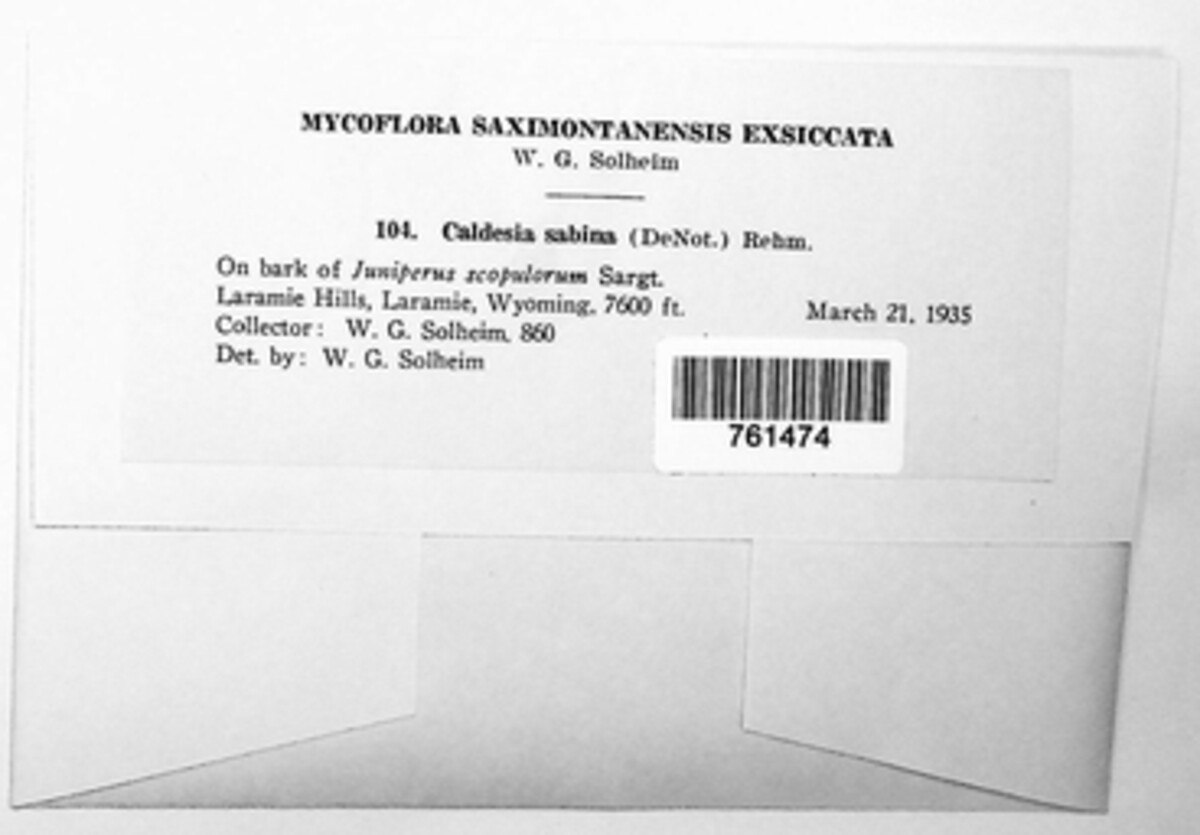 MYCOFLORA SAXIMONTANENSIS EXSICCATA
W. G. Solheim
104. Caldesia sabina (DeNot.) Rehm.
On bark of Juniperus scopulorum Sargt.
Laramie Hills, Laramie, Wyoming, 7600 ft. March 21, 1935
Collector: W. G. Solheim, 860
Det. by: W. G. Solheim
761474